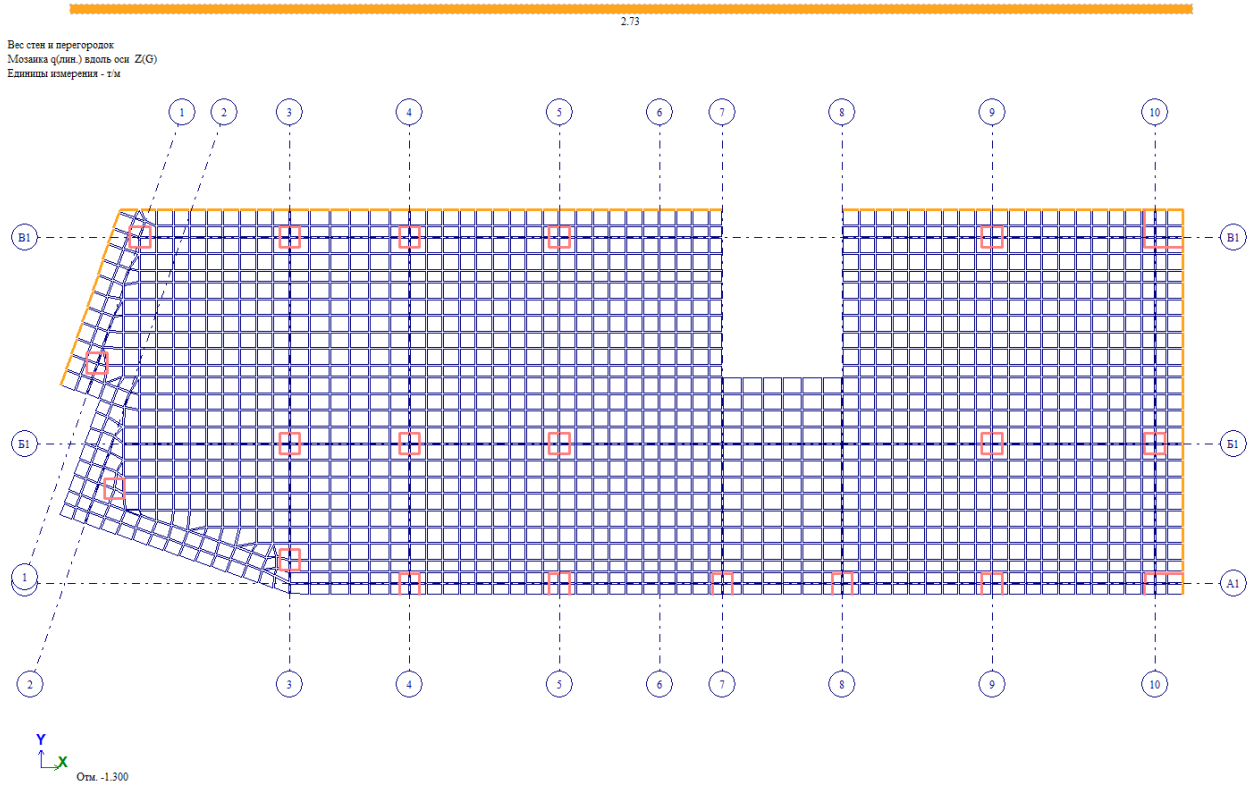 2.73
Вес стен и перегородок
Мозаика q(лин.) вдоль оси Z(G)
Единицы измерения - т/м
1 2 3 4 5 6 7 8 9 10
В1 В1
Б1 Б1
1 А1
2 3 4 5 6 7 8 9 10
Y
X
Отм. -1.300